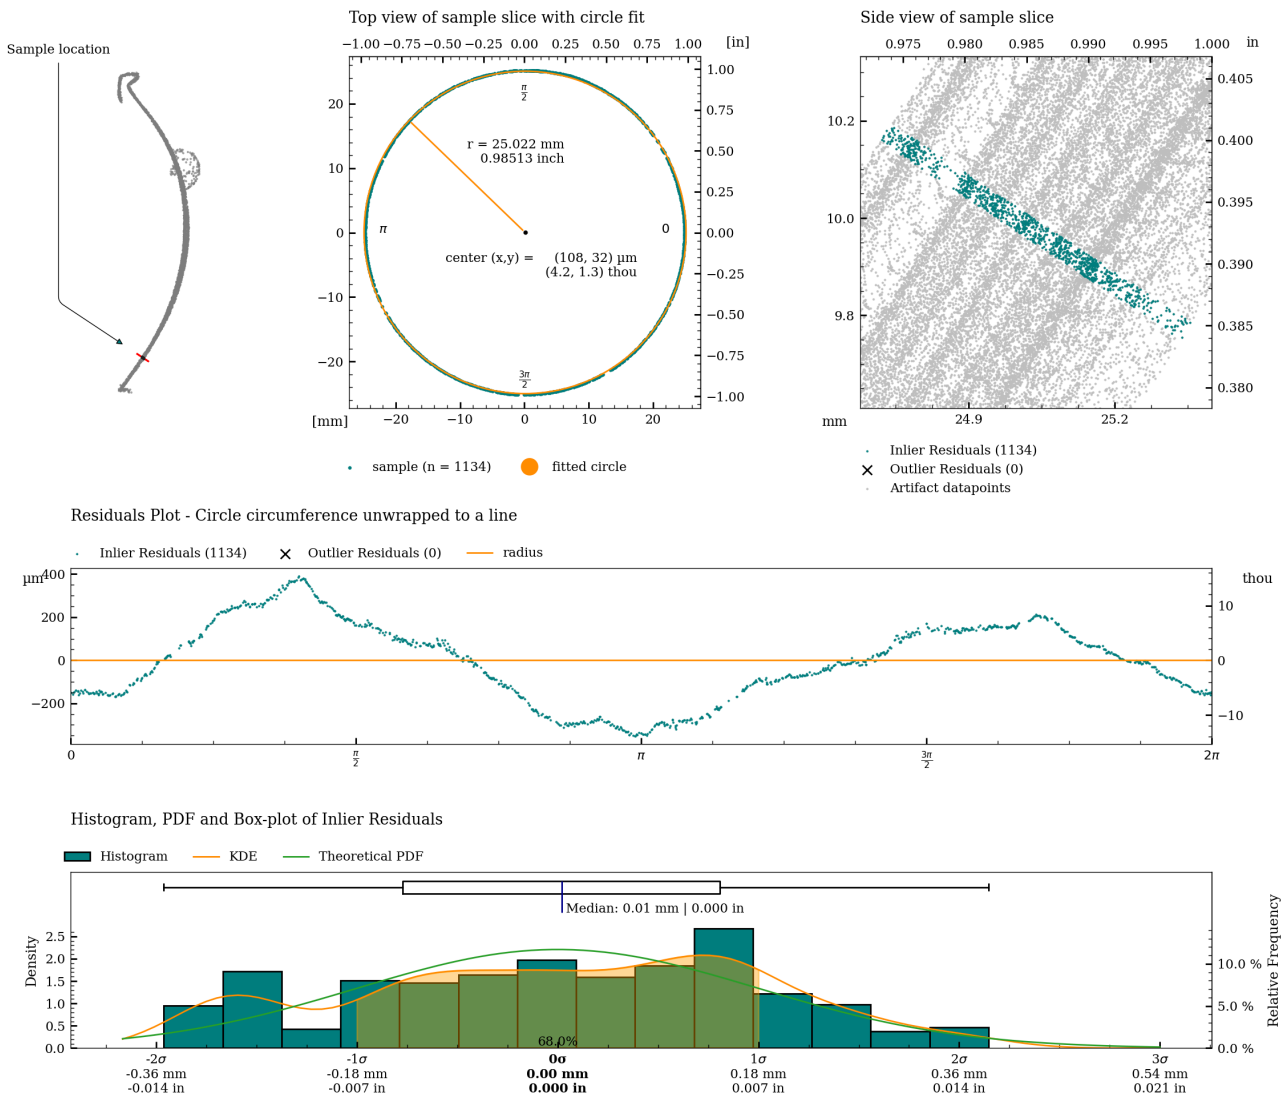 Sample location
Top view of sample slice with circle fit
−1.00 −0.75 −0.50 −0.25 0.00 0.25 0.50 0.75 1.00 [in]
20
10
0
−10
−20
[mm]
π/2
r = 25.022 mm
0.98513 inch
π
0
center (x,y) = (108, 32) µm
(4.2, 1.3) thou
3π/2
1.00
0.75
0.50
0.25
0.00
−0.25
−0.50
−0.75
−1.00
−20 −10 0 10 20
sample (n = 1134) fitted circle
Side view of sample slice
0.975 0.980 0.985 0.990 0.995 1.000 in
10.2
10.0
9.8
0.405
0.400
0.395
0.390
0.385
0.380
mm 24.9 25.2
Inlier Residuals (1134)
Outlier Residuals (0)
Artifact datapoints
Residuals Plot - Circle circumference unwrapped to a line
Inlier Residuals (1134) Outlier Residuals (0) radius
µm
400
200
0
−200
thou
10
0
−10
0 π/2 π 3π/2 2π
Histogram, PDF and Box-plot of Inlier Residuals
Histogram KDE Theoretical PDF
Median: 0.01 mm | 0.000 in
Density
2.5
2.0
1.5
1.0
0.5
0.0
68.0%
Relative Frequency
10.0 %
5.0 %
0.0 %
-2σ -1σ 0σ 1σ 2σ 3σ
-0.36 mm -0.18 mm 0.00 mm 0.18 mm 0.36 mm 0.54 mm
-0.014 in -0.007 in 0.000 in 0.007 in 0.014 in 0.021 in